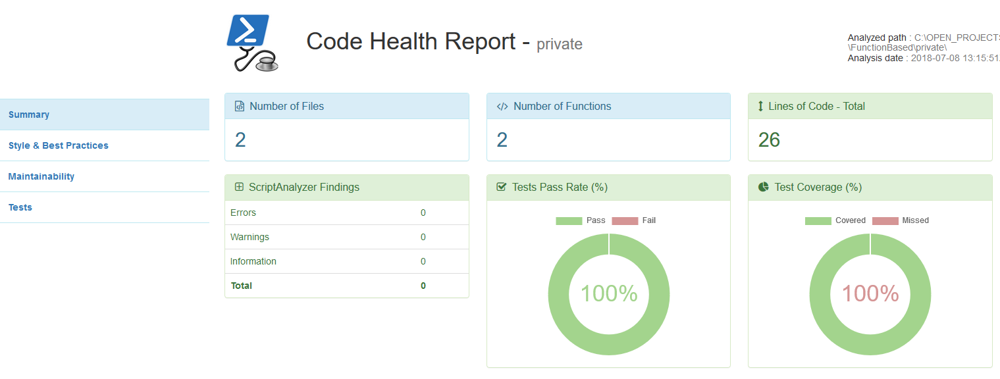 Code Health Report - private
Analyzed path : C:\OPEN_PROJECTS
\FunctionBased\private\
Analysis date : 2018-07-08 13:15:51
Summary
Style & Best Practices
Maintainability
Tests
Number of Files
2
</> Number of Functions
2
Lines of Code - Total
26
ScriptAnalyzer Findings
Errors 0
Warnings 0
Information 0
Total 0
Tests Pass Rate (%)
Pass Fail
100%
Test Coverage (%)
Covered Missed
100%